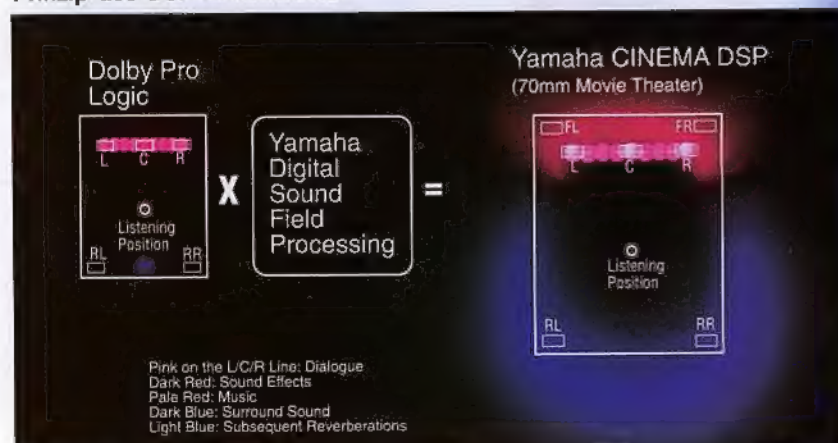 Dolby Pro
Logic
L C R
Listening
Position
RL RR
X
Yamaha
Digital
Sound
Field
Processing
=
Yamaha CINEMA DSP
(70mm Movie Theater)
FL FR
L C R
Listening
Position
RL RR
Pink on the L/C/R Line: Dialogue
Dark Red: Sound Effects
Pale Red: Music
Dark Blue: Surround Sound
Light Blue: Subsequent Reverberations